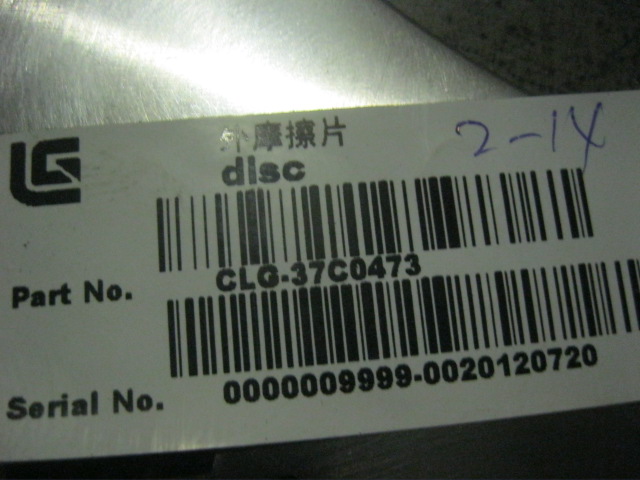 外摩擦片
2-14
disc
Part No.
CLG-37C0473
Serial No.
0000009999-0020120720